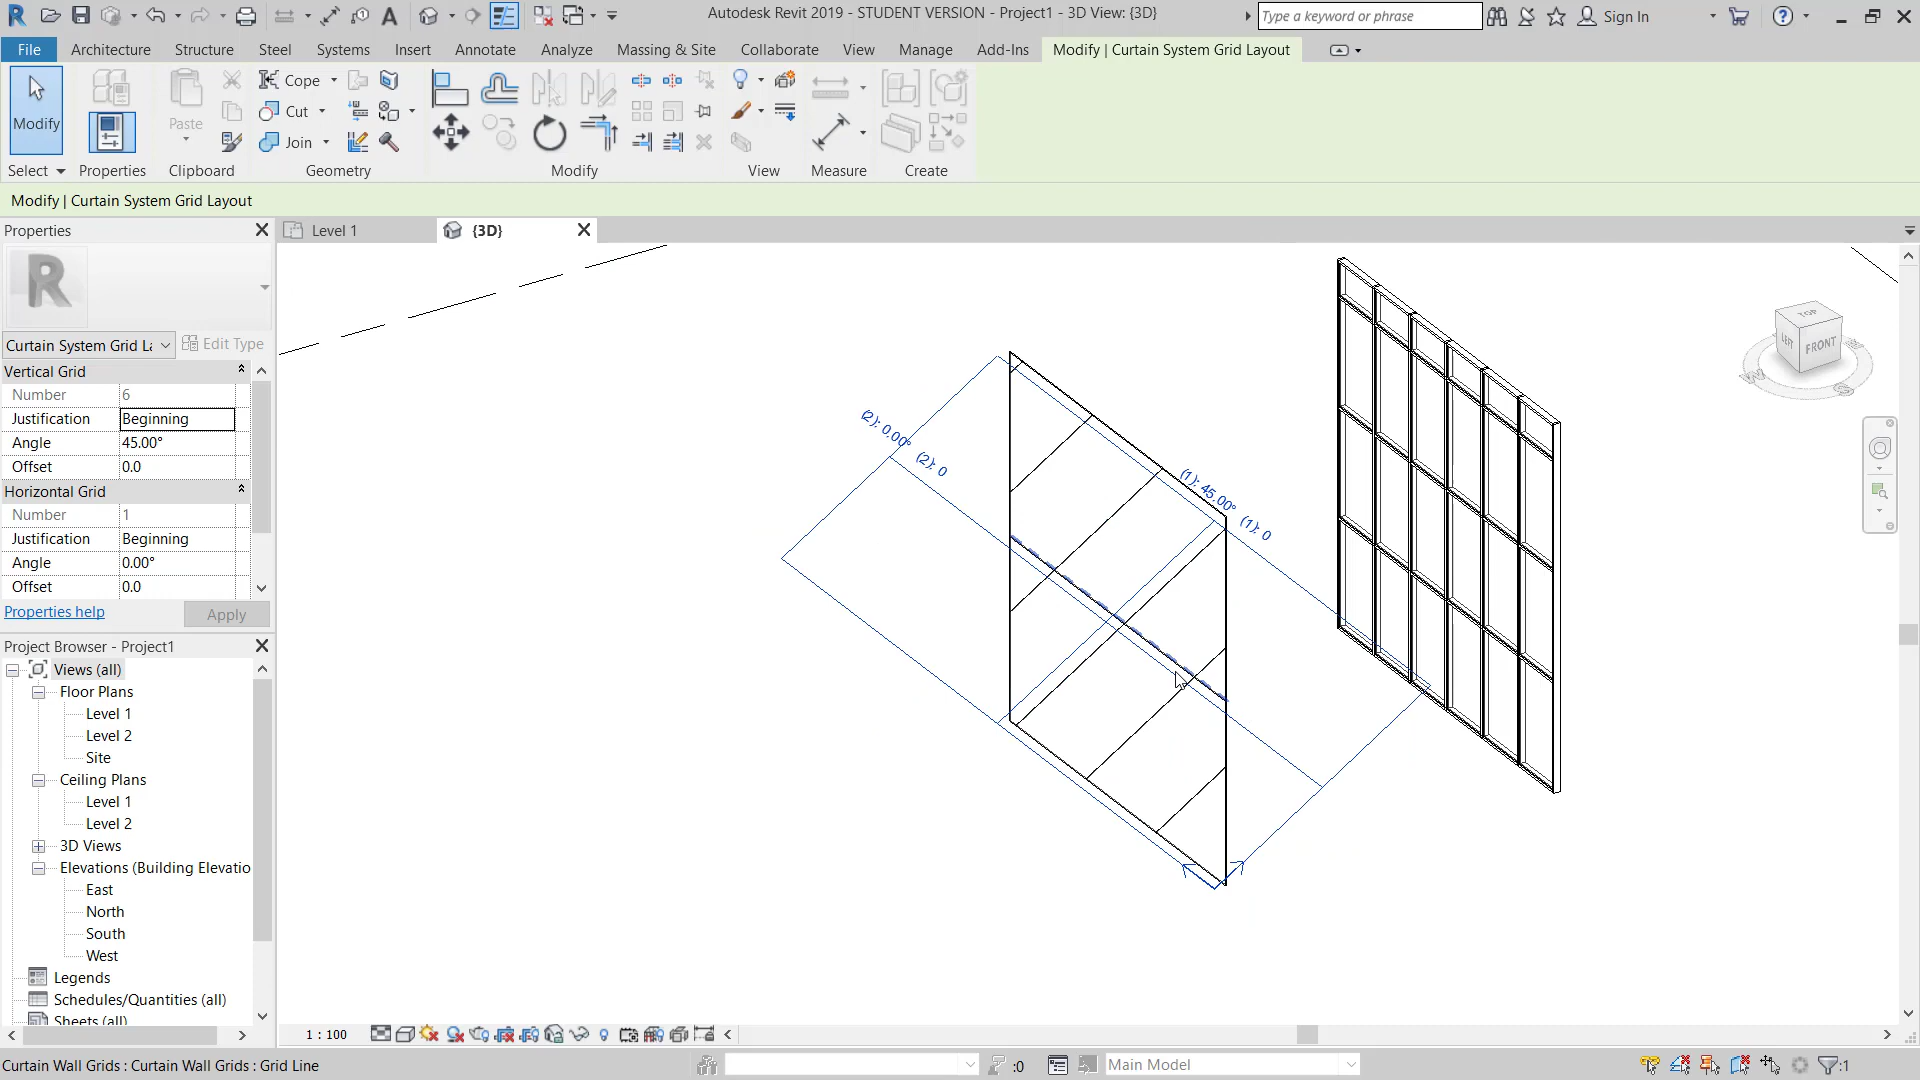 Autodesk Revit 2019 - STUDENT VERSION - Project1 - 3D View: {3D}
Type a keyword or phrase
Sign In
File
Architecture
Structure
Steel
Systems
Insert
Annotate
Analyze
Massing & Site
Collaborate
View
Manage
Add-Ins
Modify | Curtain System Grid Layout
Modify
Paste
Cope
Cut
Join
Select
Properties
Clipboard
Geometry
Modify
View
Measure
Create
Modify | Curtain System Grid Layout
Properties
Level 1
{3D}
R
Curtain System Grid La
Edit Type
Vertical Grid
Number 6
Justification Beginning
Angle 45.00°
Offset 0.0
Horizontal Grid
Number 1
Justification Beginning
Angle 0.00°
Offset 0.0
Properties help
Apply
Project Browser - Project1
Views (all)
Floor Plans
Level 1
Level 2
Site
Ceiling Plans
Level 1
Level 2
3D Views
Elevations (Building Elevatio
East
North
South
West
Legends
Schedules/Quantities (all)
Sheets (all)
(2): 0.00°
(2): 0
(1): 45.00°
(1): 0
TOP
LEFT
FRONT
W
S
1 : 100
Curtain Wall Grids : Curtain Wall Grids : Grid Line
:0
Main Model
:1